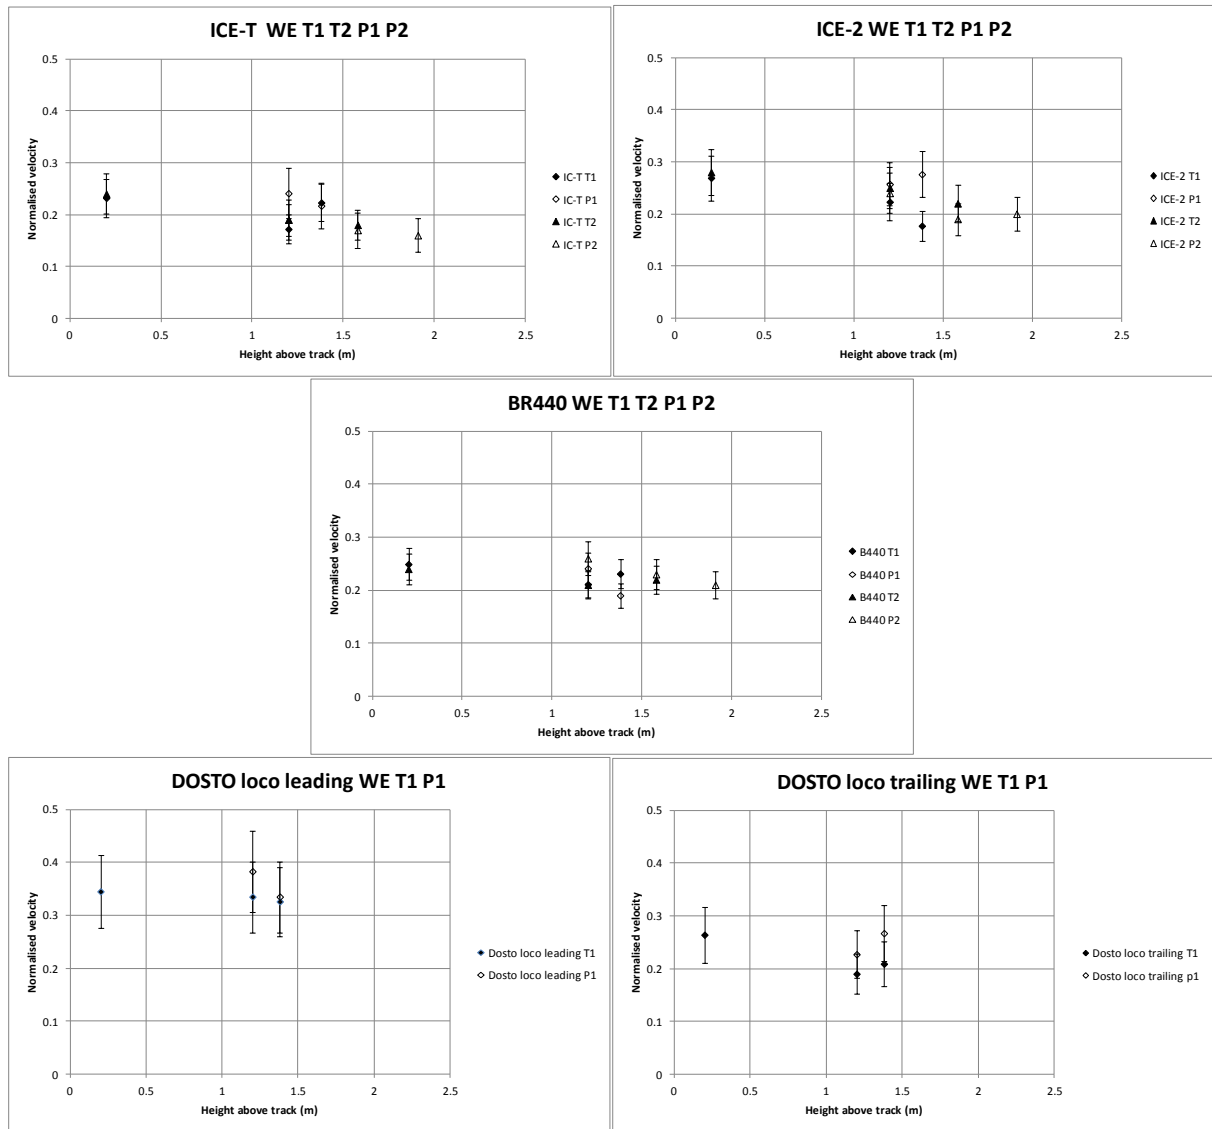 ICE-T WE T1 T2 P1 P2
0.5
0.4
0.3
0.2
0.1
0
Normalised velocity
0 0.5 1 1.5 2 2.5
Height above track (m)
IC-T T1
IC-T P1
IC-T T2
IC-T P2
ICE-2 WE T1 T2 P1 P2
0.5
0.4
0.3
0.2
0.1
0
Normalised velocity
0 0.5 1 1.5 2 2.5
Height above track (m)
ICE-2 T1
ICE-2 P1
ICE-2 T2
ICE-2 P2
BR440 WE T1 T2 P1 P2
0.5
0.4
0.3
0.2
0.1
0
Normalised velocity
0 0.5 1 1.5 2 2.5
Height above track (m)
B440 T1
B440 P1
B440 T2
B440 P2
DOSTO loco leading WE T1 P1
0.5
0.4
0.3
0.2
0.1
0
Normalised velocity
0 0.5 1 1.5 2 2.5
Height above track (m)
Dosto loco leading T1
Dosto loco leading P1
DOSTO loco trailing WE T1 P1
0.5
0.4
0.3
0.2
0.1
0
Normalised velocity
0 0.5 1 1.5 2 2.5
Height above track (m)
Dosto loco trailing T1
Dosto loco trailing p1